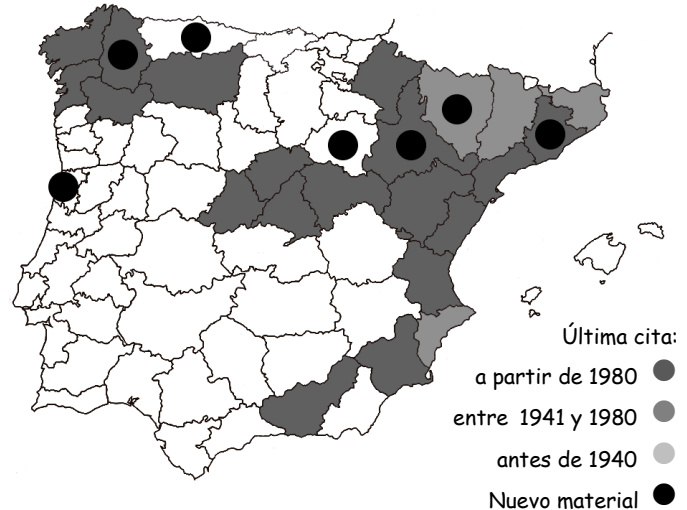 Última cita:
a partir de 1980
entre 1941 y 1980
antes de 1940
Nuevo material